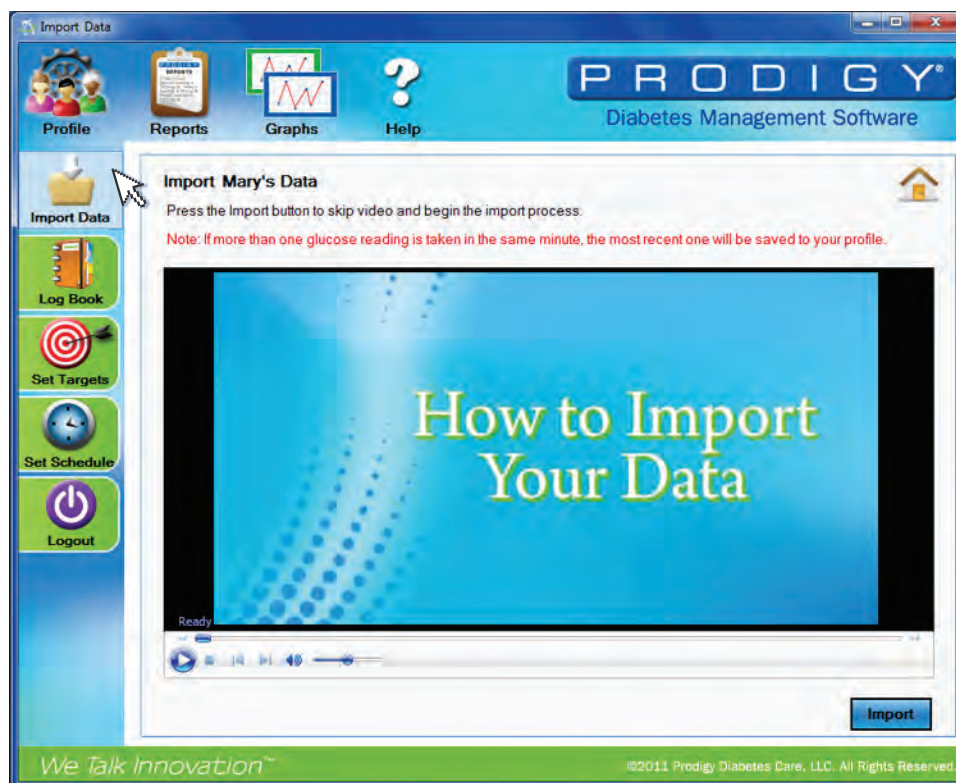 Import Data
PRODIGY®
Diabetes Management Software
Profile
Reports
Graphs
Help
Import Data
Log Book
Set Targets
Set Schedule
Logout
Import Mary's Data
Press the Import button to skip video and begin the import process.
Note: If more than one glucose reading is taken in the same minute, the most recent one will be saved to your profile.
How to Import
Your Data
Ready
Import
We Talk Innovation™
©2011 Prodigy Diabetes Care, LLC. All Rights Reserved.